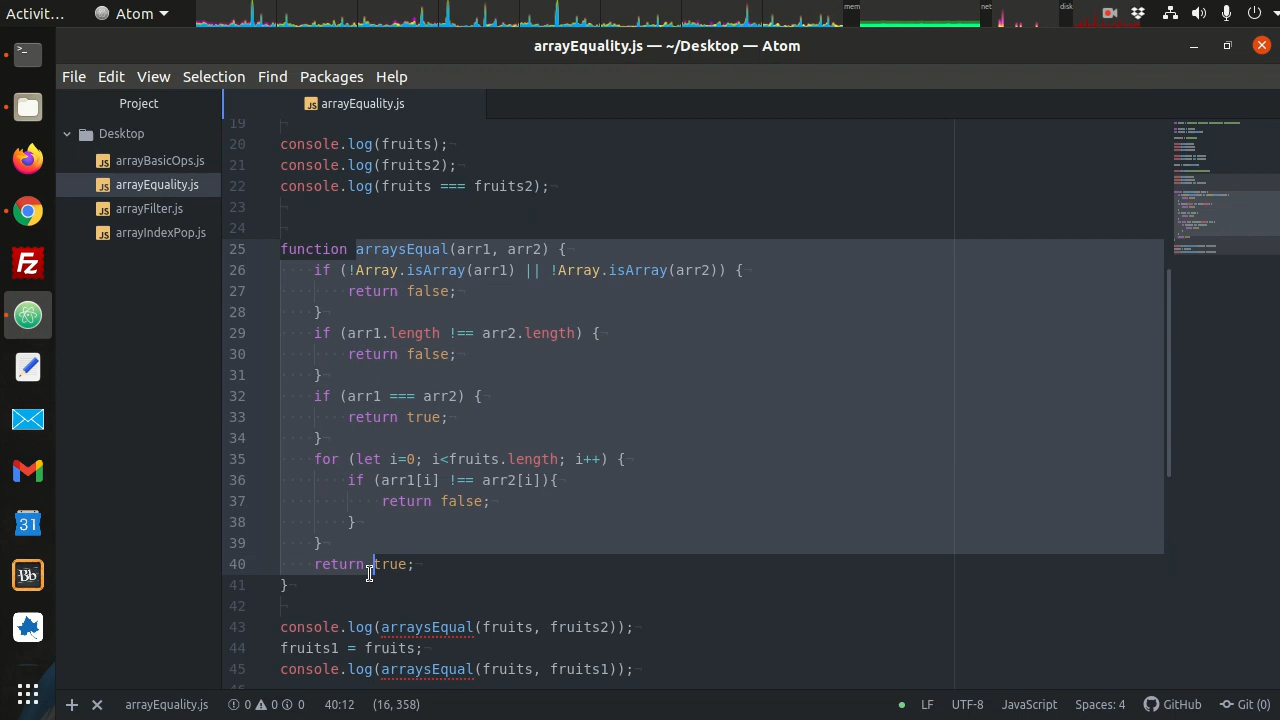 Activit...
Atom
mem
net
disk
arrayEquality.js — ~/Desktop — Atom
File Edit View Selection Find Packages Help
Project
arrayEquality.js
Desktop
arrayBasicOps.js
arrayEquality.js
arrayFilter.js
arrayIndexPop.js
19
20 console.log(fruits);
21 console.log(fruits2);
22 console.log(fruits === fruits2);
23
24
25 function arraysEqual(arr1, arr2) {
26 if (!Array.isArray(arr1) || !Array.isArray(arr2)) {
27 return false;
28 }
29 if (arr1.length !== arr2.length) {
30 return false;
31 }
32 if (arr1 === arr2) {
33 return true;
34 }
35 for (let i=0; i<fruits.length; i++) {
36 if (arr1[i] !== arr2[i]){
37 return false;
38 }
39 }
40 return true;
41 }
42
43 console.log(arraysEqual(fruits, fruits2));
44 fruits1 = fruits;
45 console.log(arraysEqual(fruits, fruits1));
31
Bb
arrayEquality.js 0 0 0 40:12 (16, 358) LF UTF-8 JavaScript Spaces: 4 GitHub Git (0)